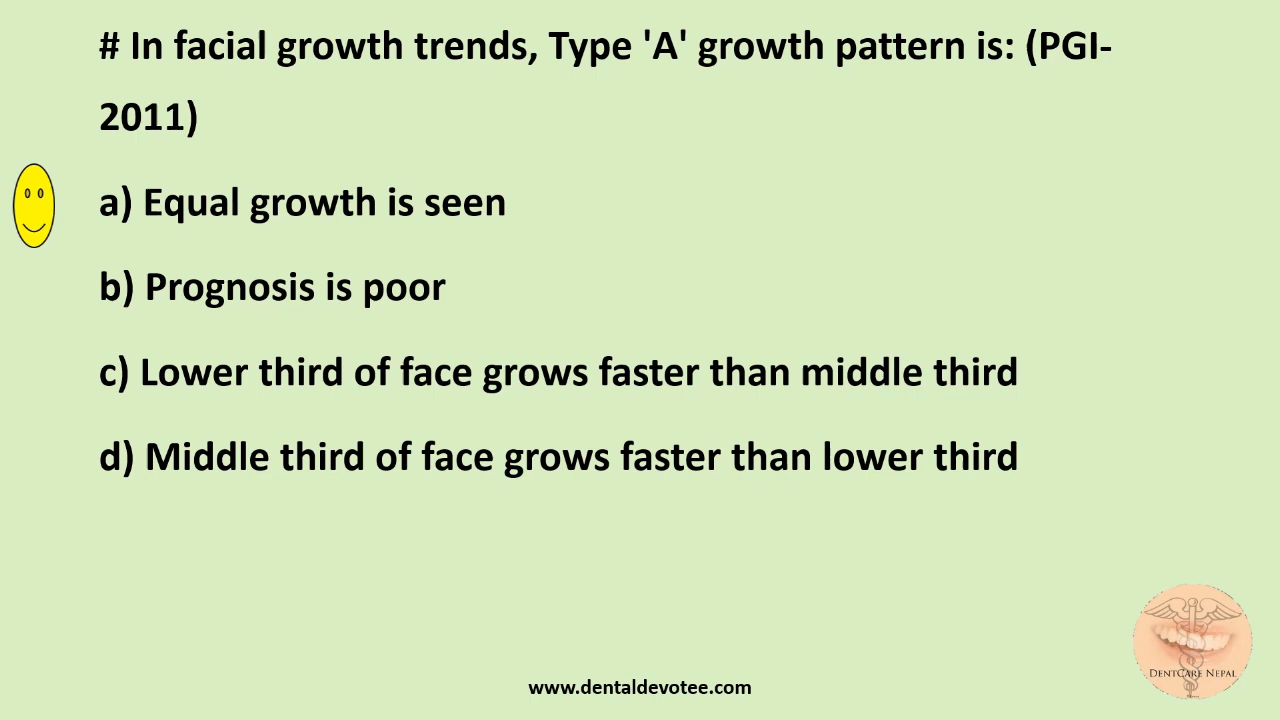 # In facial growth trends, Type 'A' growth pattern is: (PGI-
2011)
a) Equal growth is seen
b) Prognosis is poor
c) Lower third of face grows faster than middle third
d) Middle third of face grows faster than lower third
DENTCARE NEPAL
www.dentaldevotee.com